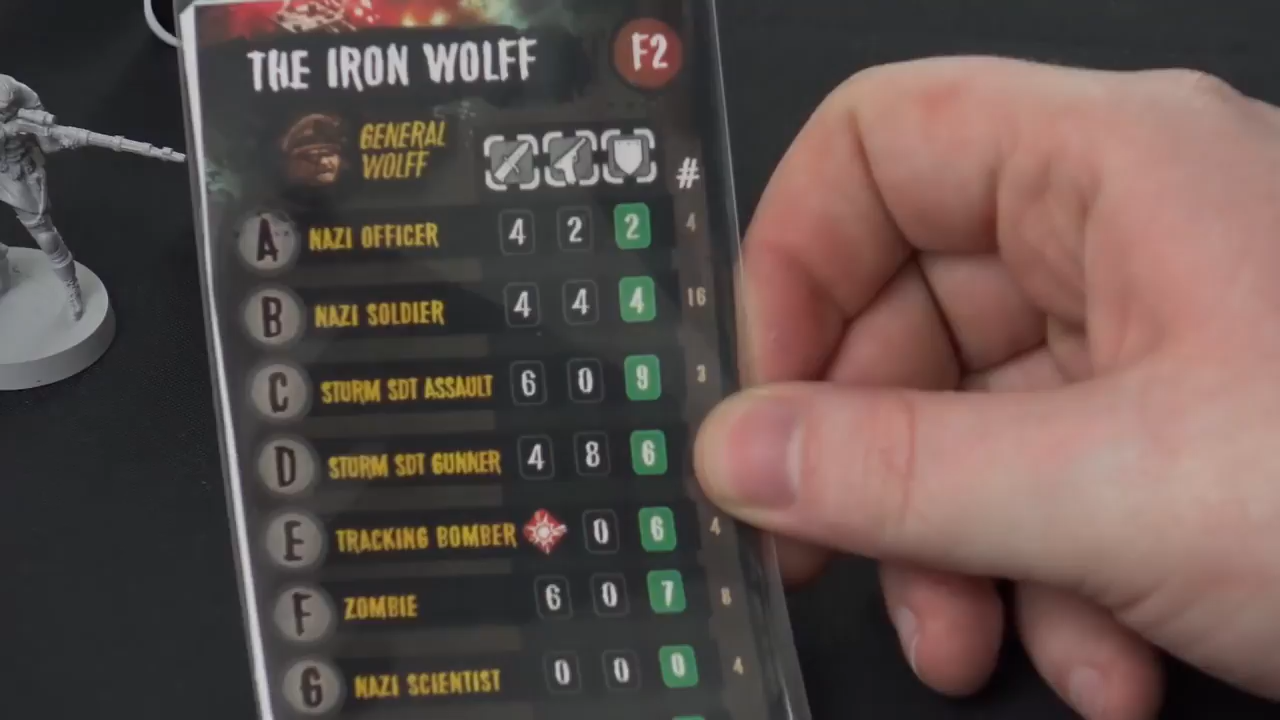 THE IRON WOLFF F2
GENERAL
WOLFF
#
A NAZI OFFICER 4 2 2 4
B NAZI SOLDIER 4 4 4 16
C STURM SDT ASSAULT 6 0 9 3
D STURM SDT GUNNER 4 8 6
E TRACKING BOMBER 0 6 4
F ZOMBIE 6 0 7 8
G NAZI SCIENTIST 0 0 0 4